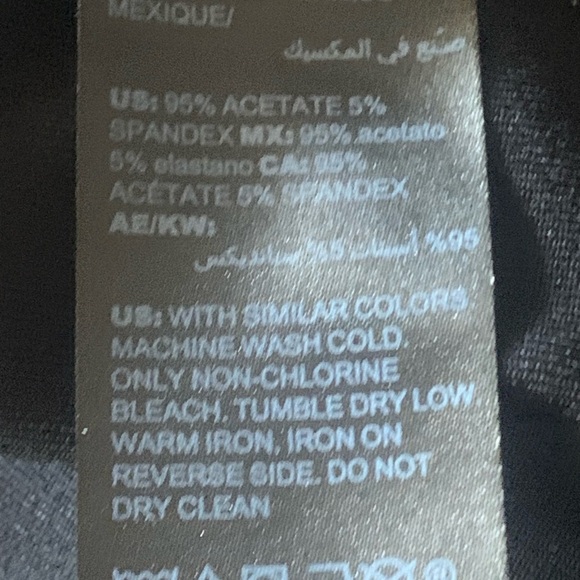 MEXIQUE/
صنع في المكسيك
US: 95% ACETATE 5%
SPANDEX MX: 95% acetato
5% elastano CA: 95%
ACÉTATE 5% SPANDEX
AE/KW:
95% أسيتات 5% سباندیكس
US: WITH SIMILAR COLORS
MACHINE WASH COLD.
ONLY NON-CHLORINE
BLEACH. TUMBLE DRY LOW
WARM IRON, IRON ON
REVERSE SIDE. DO NOT
DRY CLEAN